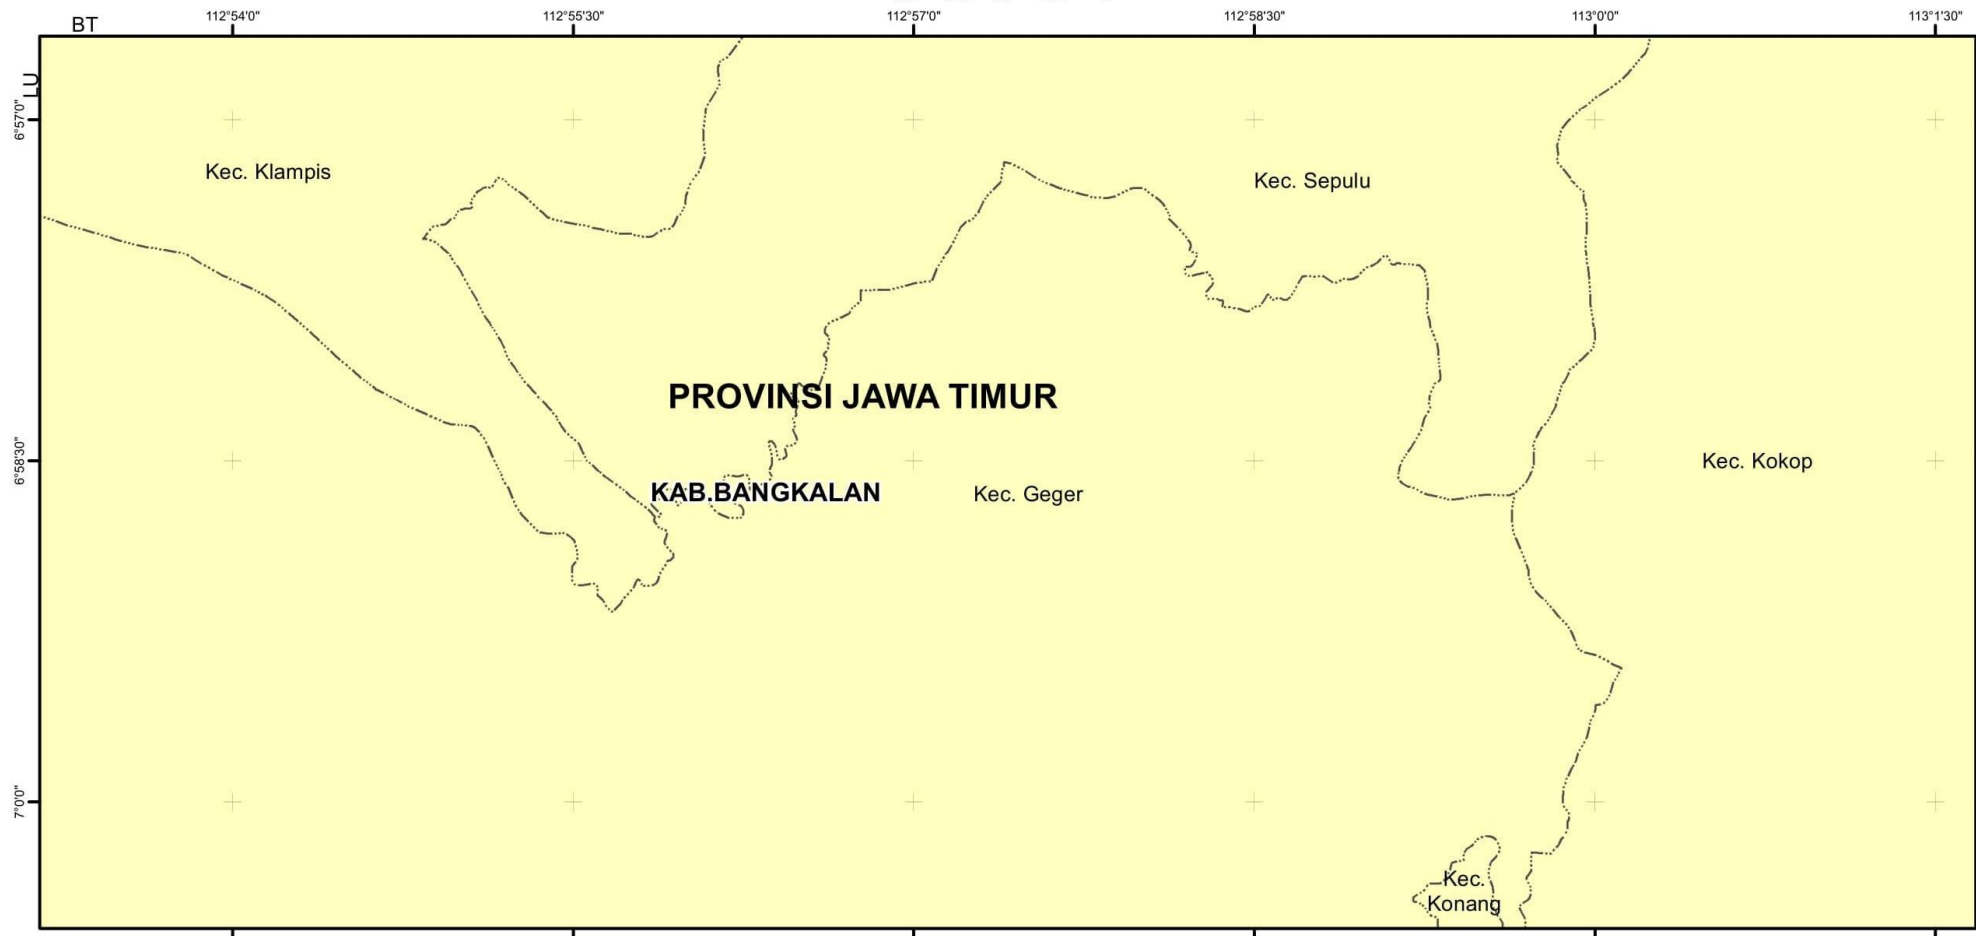 BT
112°54'0"
112°55'30"
112°57'0"
112°58'30"
113°0'0"
113°1'30"
LU
6°57'0"
Kec. Klampis
Kec. Sepulu
PROVINSI JAWA TIMUR
6°58'30"
Kec. Kokop
KAB.BANGKALAN
Kec. Geger
7°0'0"
Kec.
Konang